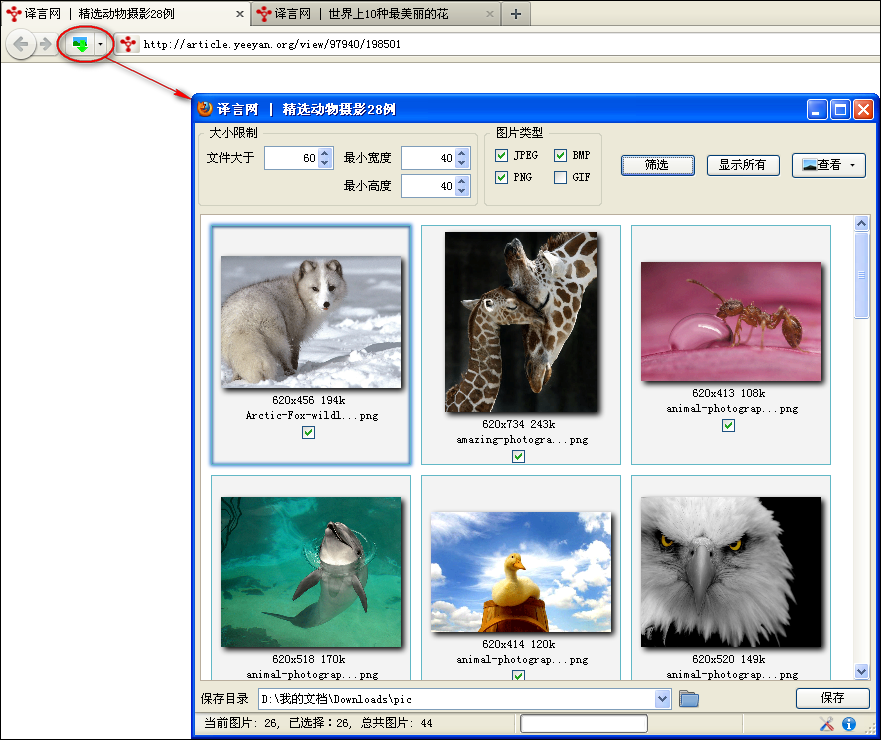 译言网 | 精选动物摄影28例
译言网 | 世界上10种最美丽的花
http://article.yeeyan.org/view/97940/198501
译言网 | 精选动物摄影28例
大小限制
文件大于 60 最小宽度 40
最小高度 40
图片类型
JPEG BMP
PNG GIF
筛选 显示所有 查看
620x456 194k
Arctic-Fox-wildl...png
620x734 243k
amazing-photogra...png
620x413 108k
animal-photograp...png
620x518 170k
animal-photograp...png
620x414 120k
animal-photograp...png
620x520 149k
animal-photograp...png
保存目录 D:\我的文档\Downloads\pic 保存
当前图片: 26, 已选择：26, 总共图片: 44